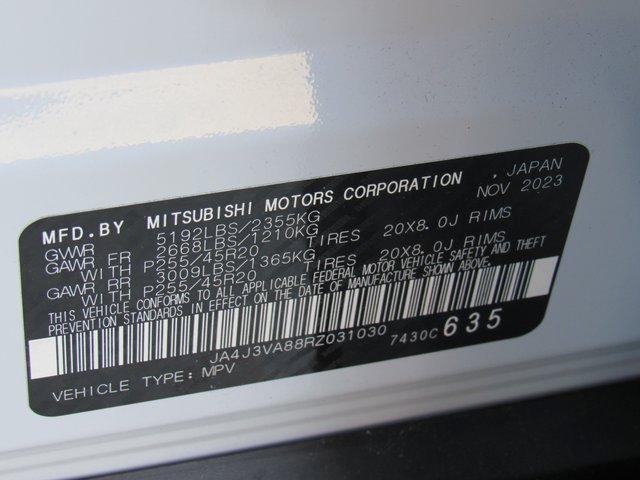 MFD.BY MITSUBISHI MOTORS CORPORATION , JAPAN
GVWR 5192LBS/2355KG NOV 2023
GAWR FR 2668LBS/1210KG TIRES 20X8.0J RIMS
WITH P255/45R20
GAWR RR 3009LBS/1365KG TIRES 20X8.0J RIMS
WITH P255/45R20
THIS VEHICLE CONFORMS TO ALL APPLICABLE FEDERAL MOTOR VEHICLE SAFETY AND THEFT
PREVENTION STANDARDS IN EFFECT ON THE DATE OF MANUFACTURE SHOWN ABOVE.
JA4J3VA88RZ031030 7430C 635
VEHICLE TYPE: MPV